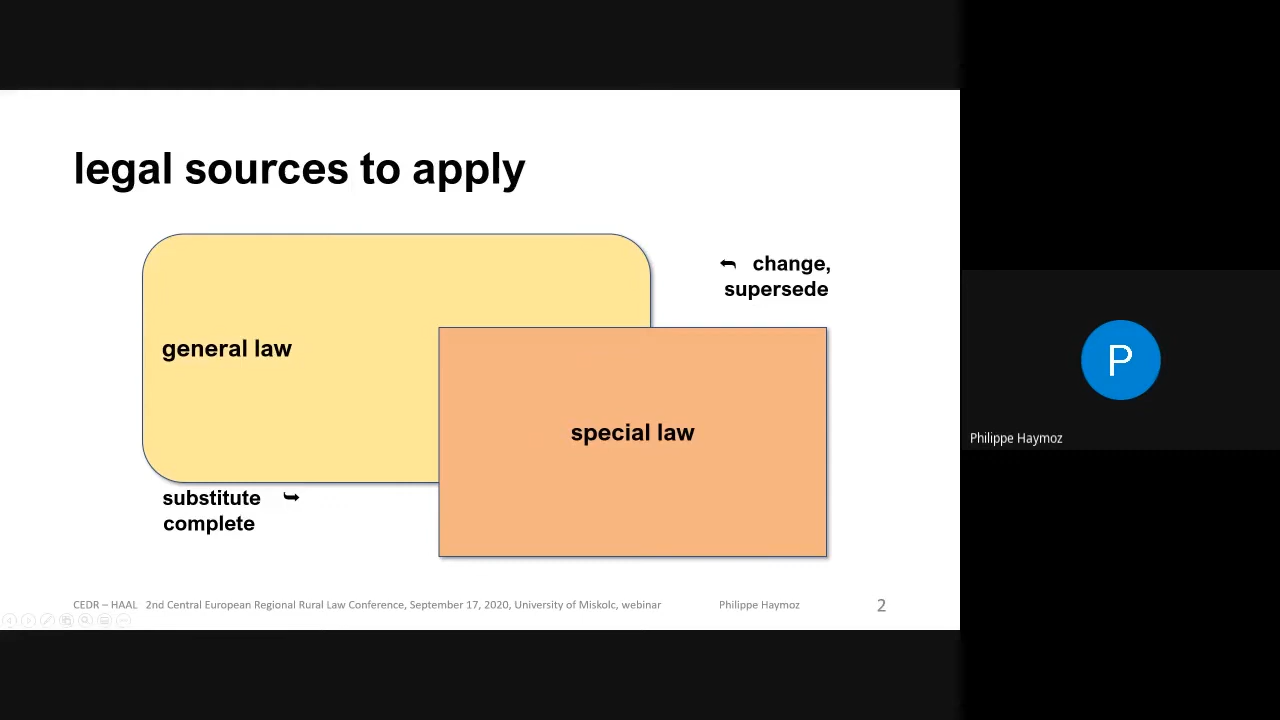 legal sources to apply
⮪ change,
supersede
general law
special law
substitute ⮩
complete
CEDR – HAAL 2nd Central European Regional Rural Law Conference, September 17, 2020, University of Miskolc, webinar Philippe Haymoz 2
P
Philippe Haymoz